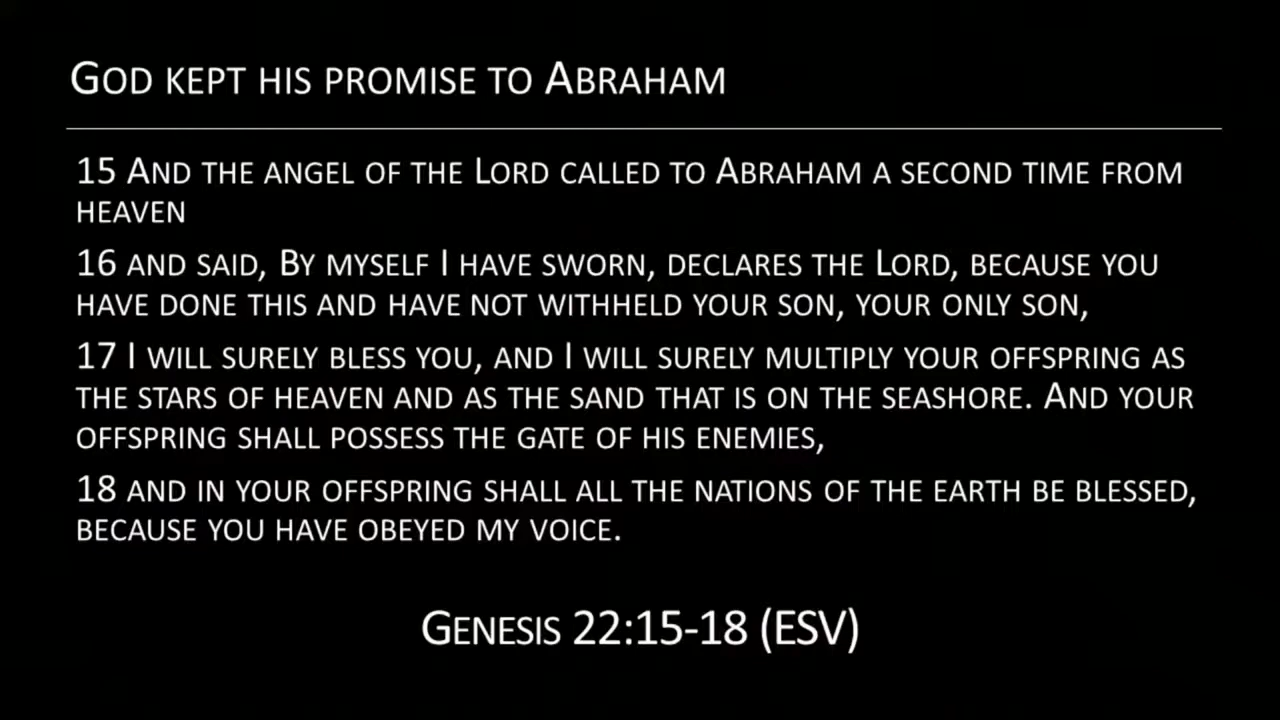 God kept his promise to Abraham
15 And the angel of the Lord called to Abraham a second time from
heaven
16 and said, By myself I have sworn, declares the Lord, because you
have done this and have not withheld your son, your only son,
17 I will surely bless you, and I will surely multiply your offspring as
the stars of heaven and as the sand that is on the seashore. And your
offspring shall possess the gate of his enemies,
18 and in your offspring shall all the nations of the earth be blessed,
because you have obeyed my voice.
Genesis 22:15-18 (ESV)